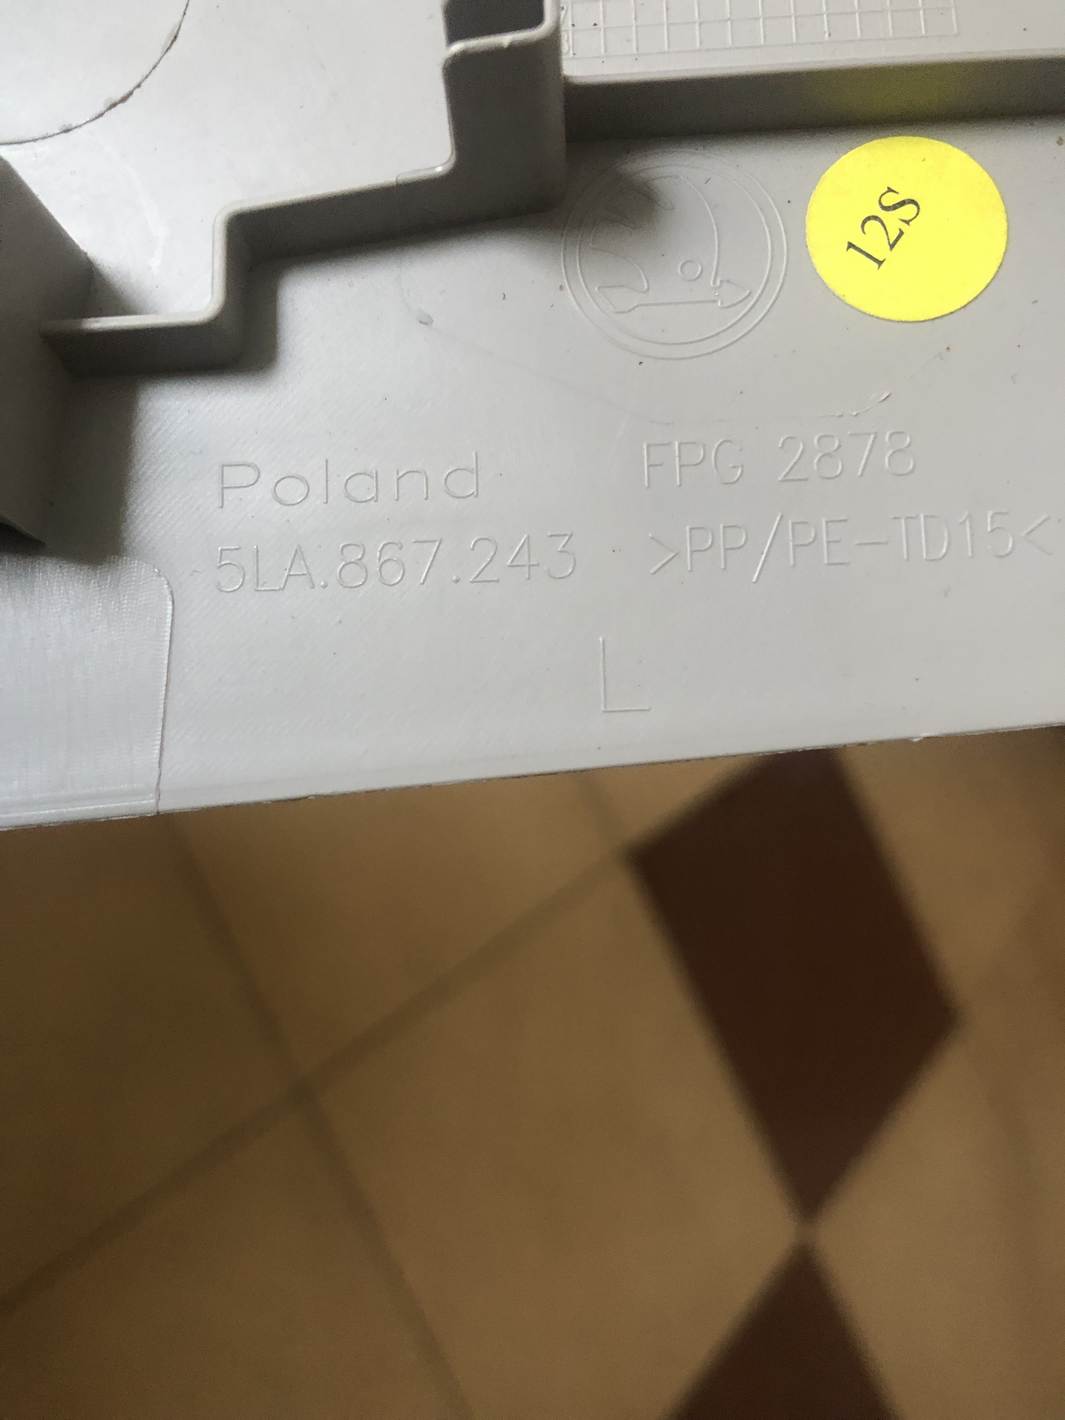 12S
Poland
FPG 2878
5LA.867.243
>PP/PE-TD15<
L